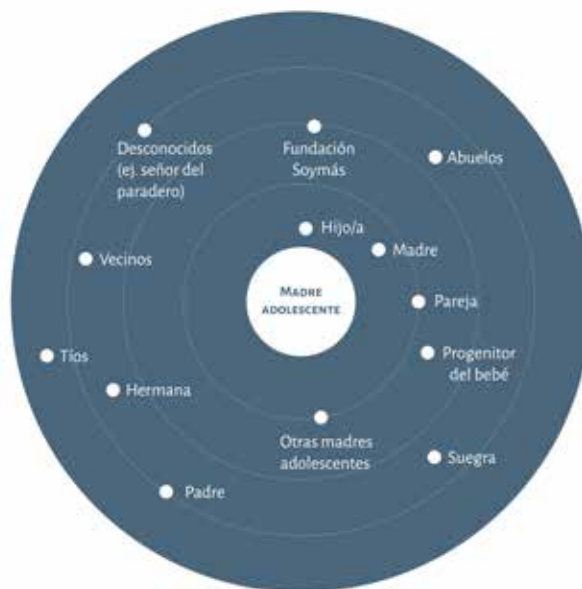 Desconocidos
(ej. señor del
paradero)
Fundación
Soymás
Abuelos
Hijo/a
Madre
Vecinos
MADRE
ADOLESCENTE
Pareja
Tíos
Progenitor
del bebé
Hermana
Otras madres
adolescentes
Suegra
Padre